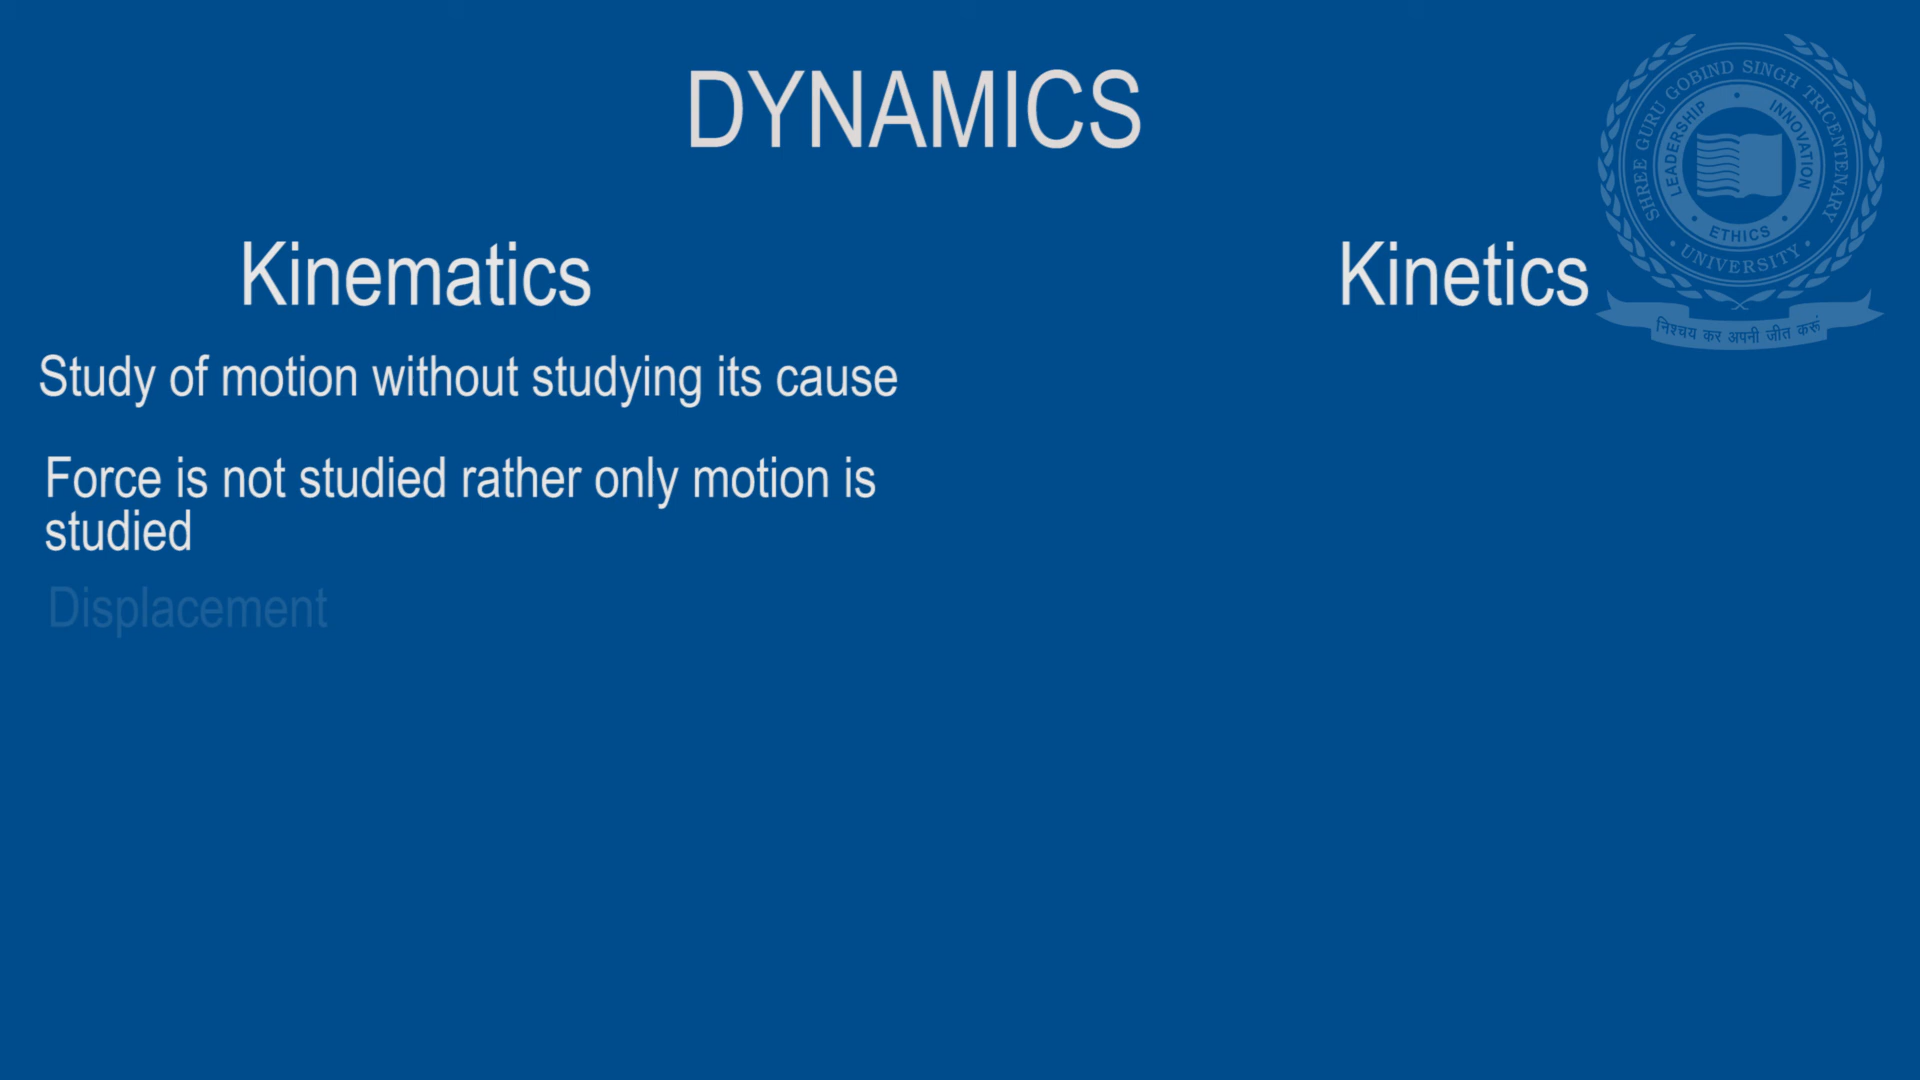 DYNAMICS
SHREE GURU GOBIND SINGH TRICENTENARY
LEADERSHIP
INNOVATION
ETHICS
UNIVERSITY
निश्चय कर अपनी जीत करूं
Kinematics
Kinetics
Study of motion without studying its cause
Force is not studied rather only motion is
studied
Displacement